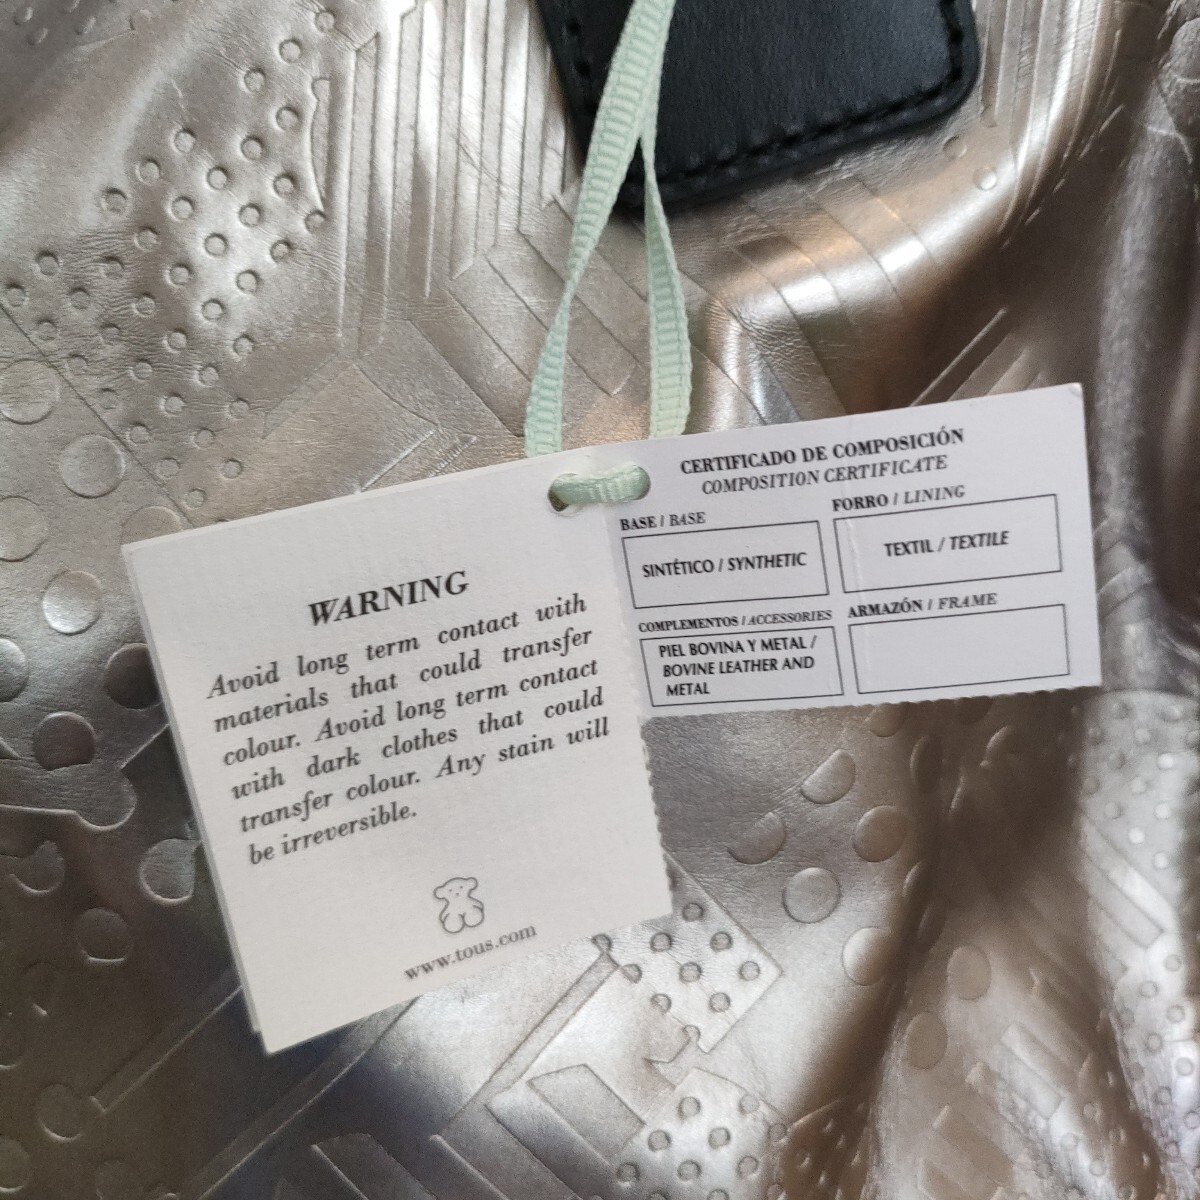 WARNING
Avoid long term contact with
materials that could transfer
colour. Avoid long term contact
with dark clothes that could
transfer colour. Any stain will
be irreversible.
www.tous.com
CERTIFICADO DE COMPOSICIÓN
COMPOSITION CERTIFICATE
BASE / BASE
SINTÉTICO / SYNTHETIC
FORRO / LINING
TEXTIL / TEXTILE
COMPLEMENTOS / ACCESSORIES
PIEL BOVINA Y METAL /
BOVINE LEATHER AND
METAL
ARMAZÓN / FRAME